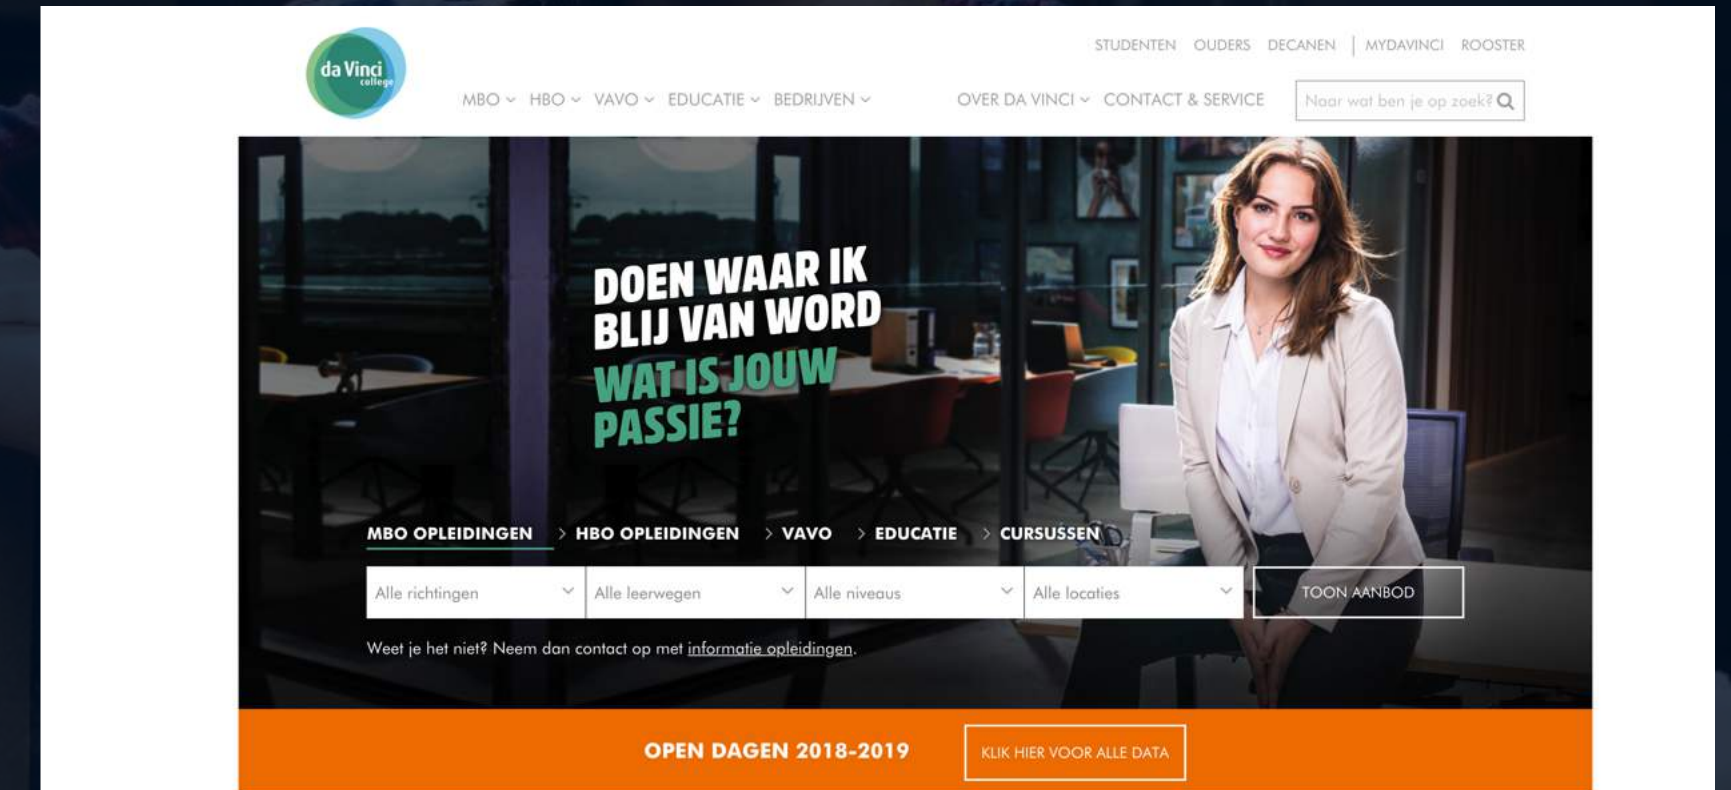 da Vinci
college
STUDENTEN OUDERS DECANEN | MYDAVINCI ROOSTER
MBO HBO VAVO EDUCATIE BEDRIJVEN OVER DA VINCI CONTACT & SERVICE Naar wat ben je op zoek?
DOEN WAAR IK
BLIJ VAN WORD
WAT IS JOUW
PASSIE?
MBO OPLEIDINGEN > HBO OPLEIDINGEN > VAVO > EDUCATIE > CURSUSSEN
Alle richtingen Alle leerwegen Alle niveaus Alle locaties TOON AANBOD
Weet je het niet? Neem dan contact op met informatie opleidingen.
OPEN DAGEN 2018-2019 KLIK HIER VOOR ALLE DATA